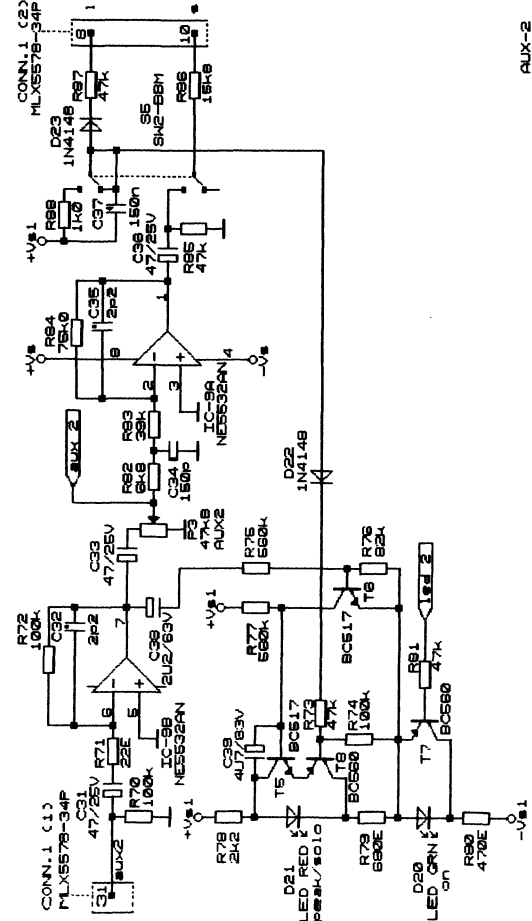 CONN.1 (1)
MLX5578-34P
31
aux2
C31
47/25V
R70
100k
R71
22E
R72
100k
C32
2p2
6
5
7
IC-9B
NE5532AN
C33
47/25V
C38
2U2/63V
P3
47kB
AUX2
aux 2
R82
6k8
R83
39k
C34
150p
R84
75k0
C35
2p2
+Vs
8
2
3
1
4
-Vs
IC-9A
NE5532AN
C36
47/25V
R85
47k
+Vs1
R88
1k0
C37
150n
D23
1N4148
S5
SW2-BBM
R87
47k
R86
15k8
CONN.1 (2)
MLX5578-34P
8
10
1
s
AUX-2
D22
1N4148
R75
560k
+Vs1
R77
560k
R76
82k
T6
BC517
led 2
R81
47k
C39
4U7/63V
BC517
T5
R73
47k
R74
100k
T8
BC560
BC560
T7
+Vs1
R78
2k2
D21
LED RED
peak/solo
R79
680E
D20
LED GRN
on
R80
470E
-Vs1